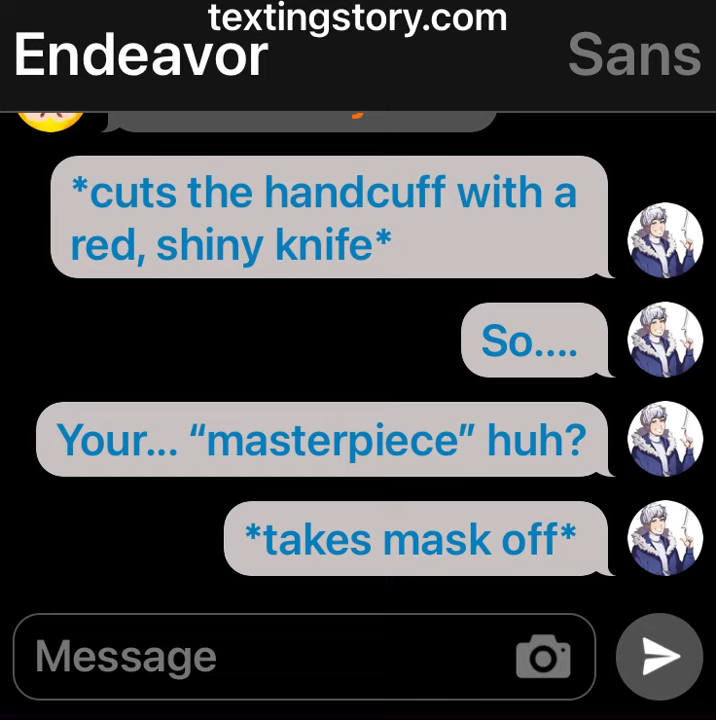 textingstory.com
Endeavor
Sans
*cuts the handcuff with a
red, shiny knife*
So....
Your... “masterpiece” huh?
*takes mask off*
Message